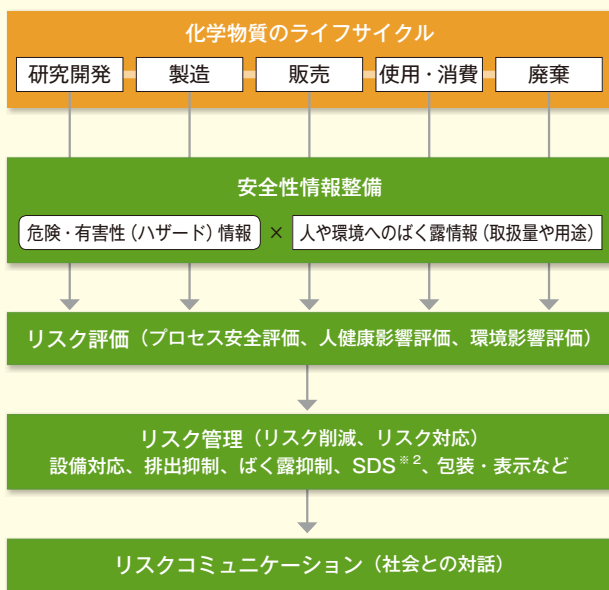 化学物質のライフサイクル
研究開発 製造 販売 使用・消費 廃棄
安全性情報整備
危険・有害性(ハザード)情報 × 人や環境へのばく露情報(取扱量や用途)
リスク評価(プロセス安全評価、人健康影響評価、環境影響評価)
リスク管理(リスク削減、リスク対応)
設備対応、排出抑制、ばく露抑制、SDS※2、包装・表示など
リスクコミュニケーション(社会との対話)